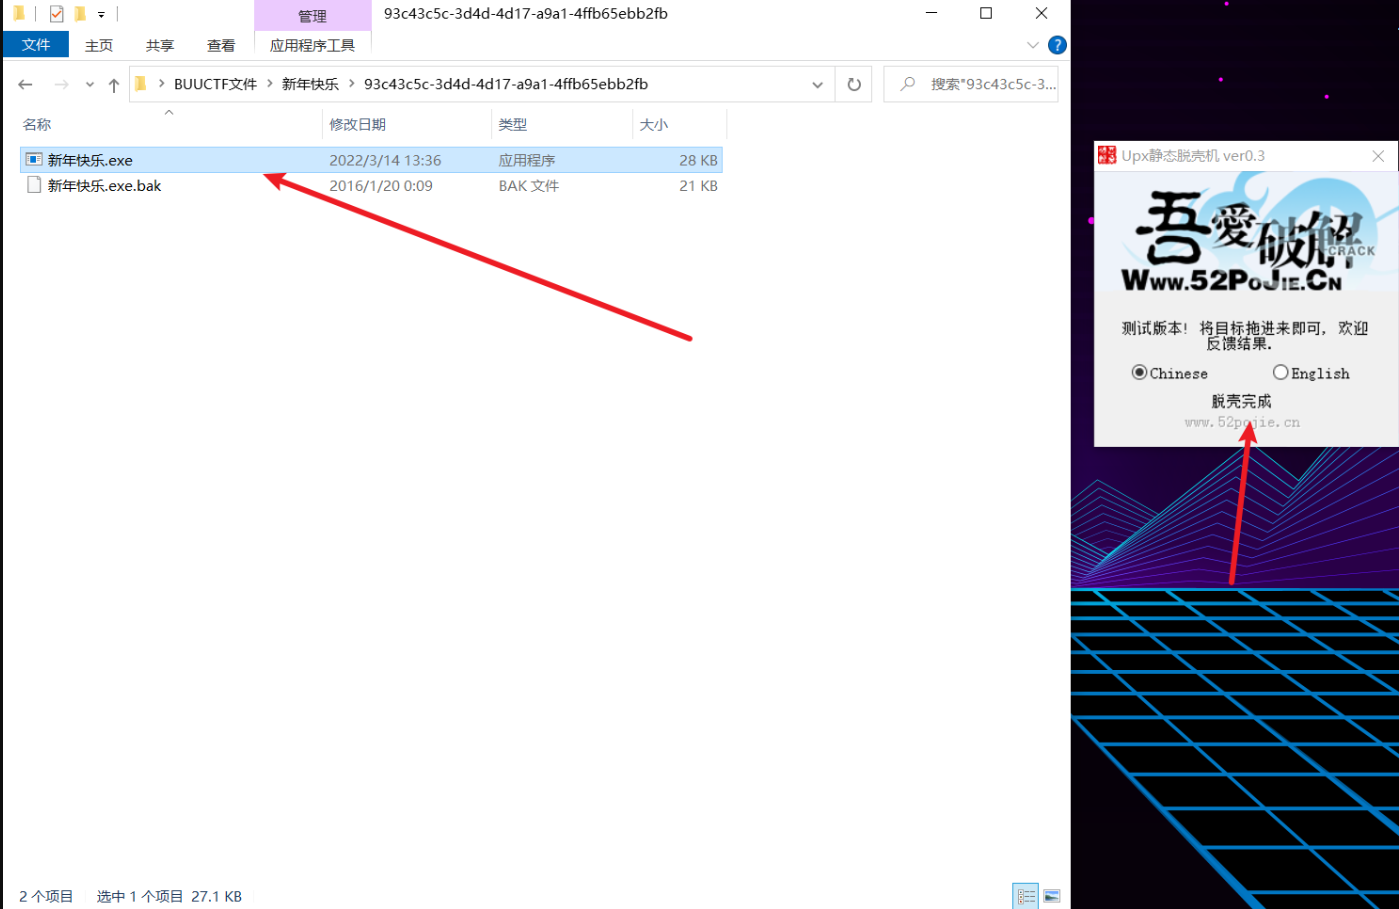 管理
93c43c5c-3d4d-4d17-a9a1-4ffb65ebb2fb
文件 主页 共享 查看 应用程序工具
BUUCTF文件 > 新年快乐 > 93c43c5c-3d4d-4d17-a9a1-4ffb65ebb2fb
搜索"93c43c5c-3...
名称 修改日期 类型 大小
新年快乐.exe 2022/3/14 13:36 应用程序 28 KB
新年快乐.exe.bak 2016/1/20 0:09 BAK 文件 21 KB
2 个项目 选中 1 个项目 27.1 KB
Upx静态脱壳机 ver0.3
吾愛破解
CRACK
Www.52PoJie.Cn
测试版本! 将目标拖进来即可, 欢迎
反馈结果.
Chinese English
脱壳完成
www.52pojie.cn